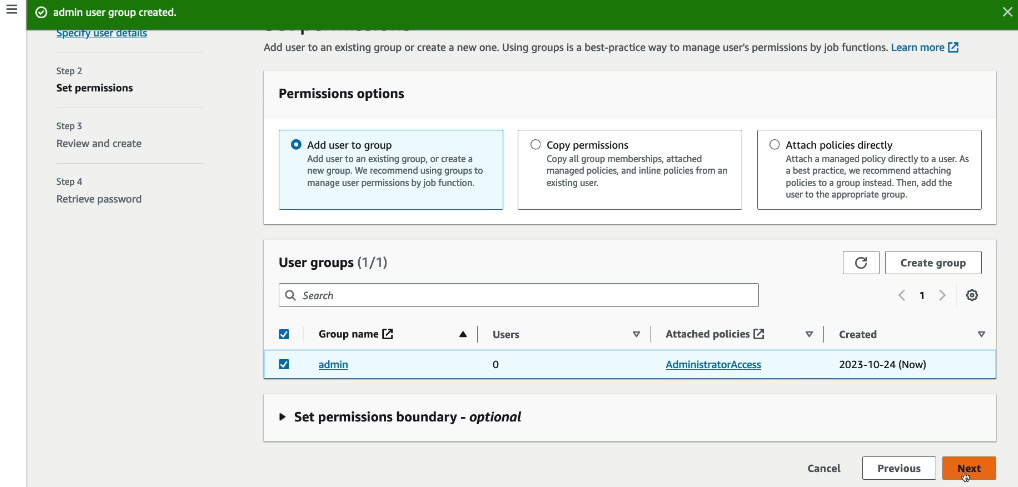 admin user group created.
Specify user details
Add user to an existing group or create a new one. Using groups is a best-practice way to manage user's permissions by job functions. Learn more
Step 2
Set permissions
Step 3
Review and create
Step 4
Retrieve password
Permissions options
Add user to group
Add user to an existing group, or create a
new group. We recommend using groups to
manage user permissions by job function.
Copy permissions
Copy all group memberships, attached
managed policies, and inline policies from an
existing user.
Attach policies directly
Attach a managed policy directly to a user. As
a best practice, we recommend attaching
policies to a group instead. Then, add the
user to the appropriate group.
User groups (1/1)
Create group
Search
1
Group name Users Attached policies Created
admin 0 AdministratorAccess 2023-10-24 (Now)
Set permissions boundary - optional
Cancel Previous Next